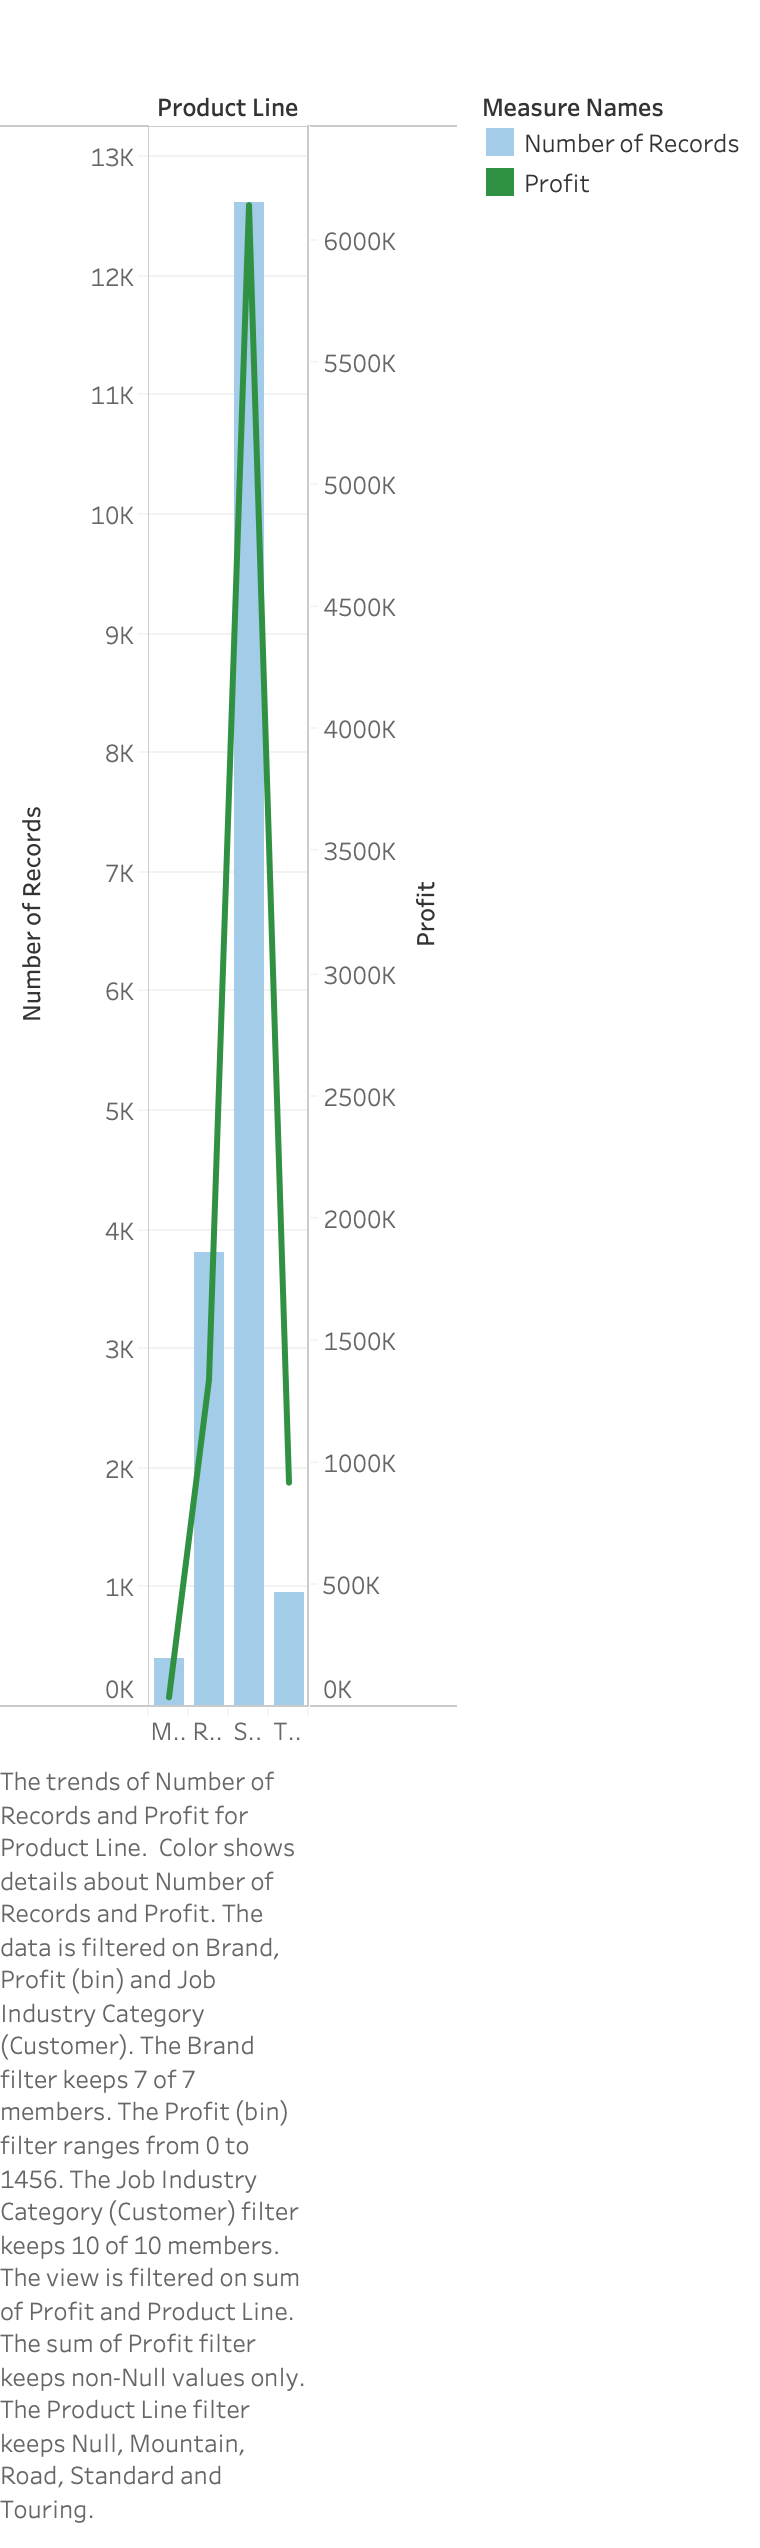 Product Line
Measure Names
Number of Records
Profit
13K
12K
11K
10K
9K
8K
7K
6K
5K
4K
3K
2K
1K
0K
Number of Records
6000K
5500K
5000K
4500K
4000K
3500K
3000K
2500K
2000K
1500K
1000K
500K
0K
Profit
M.. R.. S.. T..
The trends of Number of
Records and Profit for
Product Line.  Color shows
details about Number of
Records and Profit. The
data is filtered on Brand,
Profit (bin) and Job
Industry Category
(Customer). The Brand
filter keeps 7 of 7
members. The Profit (bin)
filter ranges from 0 to
1456. The Job Industry
Category (Customer) filter
keeps 10 of 10 members.
The view is filtered on sum
of Profit and Product Line.
The sum of Profit filter
keeps non-Null values only.
The Product Line filter
keeps Null, Mountain,
Road, Standard and
Touring.